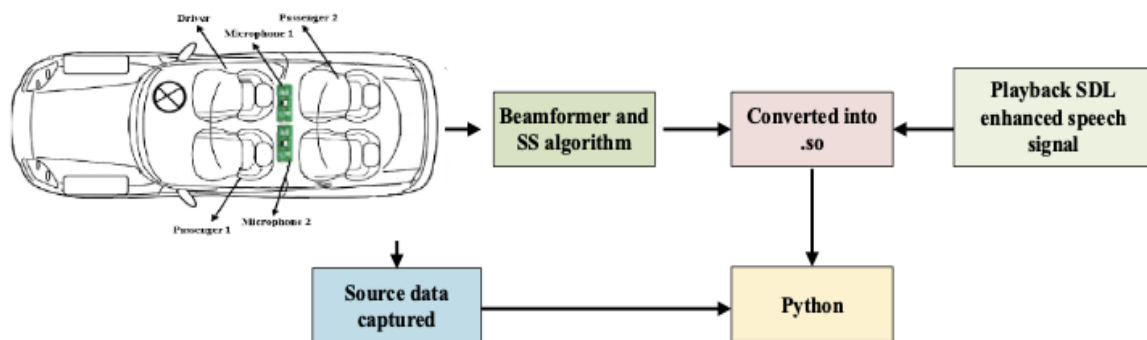 Driver
Passenger 2
Microphone 1
Passenger 1
Microphone 2
Beamformer and
SS algorithm
Converted into
.so
Playback SDL
enhanced speech
signal
Source data
captured
Python